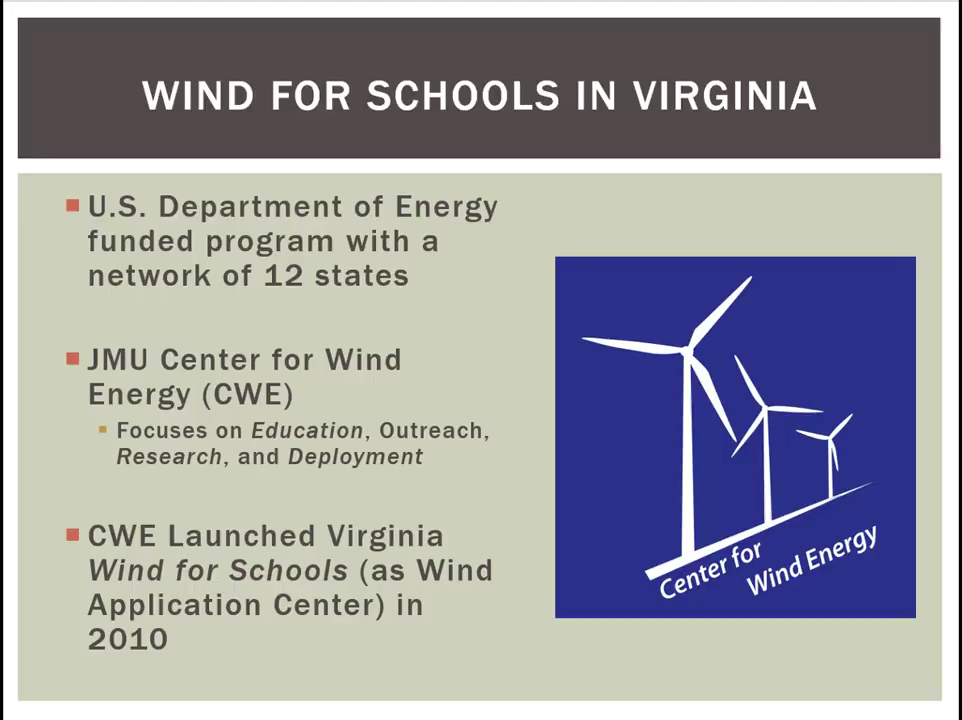 WIND FOR SCHOOLS IN VIRGINIA
U.S. Department of Energy
funded program with a
network of 12 states
JMU Center for Wind
Energy (CWE)
Focuses on Education, Outreach,
Research, and Deployment
CWE Launched Virginia
Wind for Schools (as Wind
Application Center) in
2010
Center for
Wind Energy